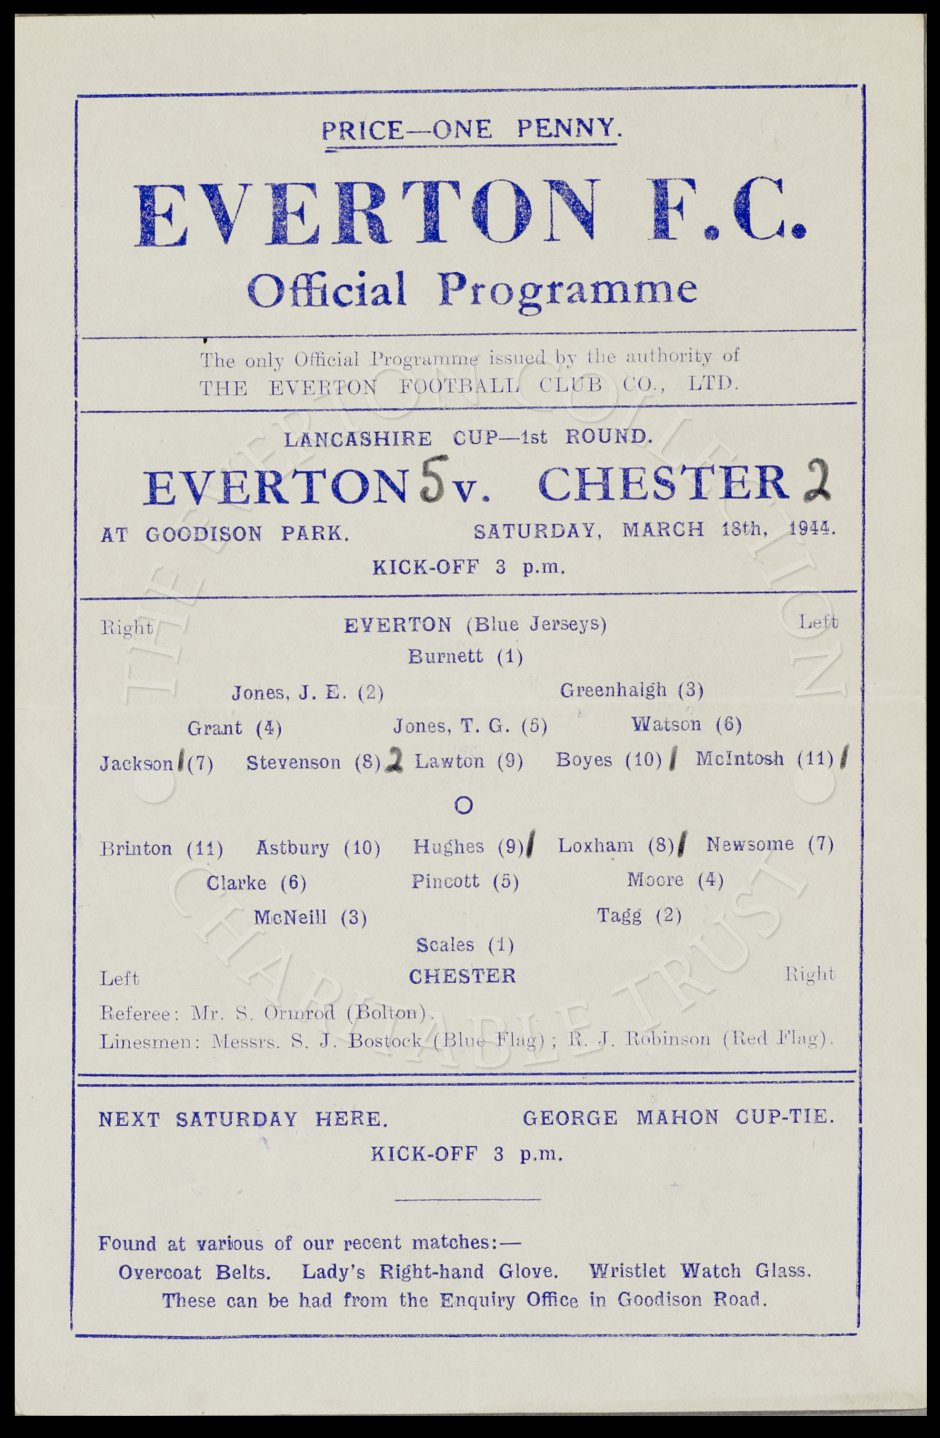 PRICE—ONE PENNY.
EVERTON F.C.
Official Programme
The only Official Programme issued by the authority of
THE EVERTON FOOTBALL CLUB CO., LTD.
LANCASHIRE CUP—1st ROUND.
EVERTON 5 v. CHESTER 2
AT GOODISON PARK. SATURDAY, MARCH 18th, 1944.
KICK-OFF 3 p.m.
Right EVERTON (Blue Jerseys) Left
Burnett (1)
Jones, J. E. (2) Greenhalgh (3)
Grant (4) Jones, T. G. (5) Watson (6)
Jackson / (7) Stevenson (8) 2 Lawton (9) Boyes (10) / McIntosh (11) /
O
Brinton (11) Astbury (10) Hughes (9) / Loxham (8) / Newsome (7)
Clarke (6) Pincott (5) Moore (4)
McNeill (3) Tagg (2)
Scales (1)
Left CHESTER Right
Referee: Mr. S. Ormrod (Bolton).
Linesmen: Messrs. S. J. Bostock (Blue Flag); R. J. Robinson (Red Flag).
NEXT SATURDAY HERE. GEORGE MAHON CUP-TIE.
KICK-OFF 3 p.m.
Found at various of our recent matches:—
Overcoat Belts. Lady's Right-hand Glove. Wristlet Watch Glass.
These can be had from the Enquiry Office in Goodison Road.
THE EVERTON COLLECTION
CHARITABLE TRUST